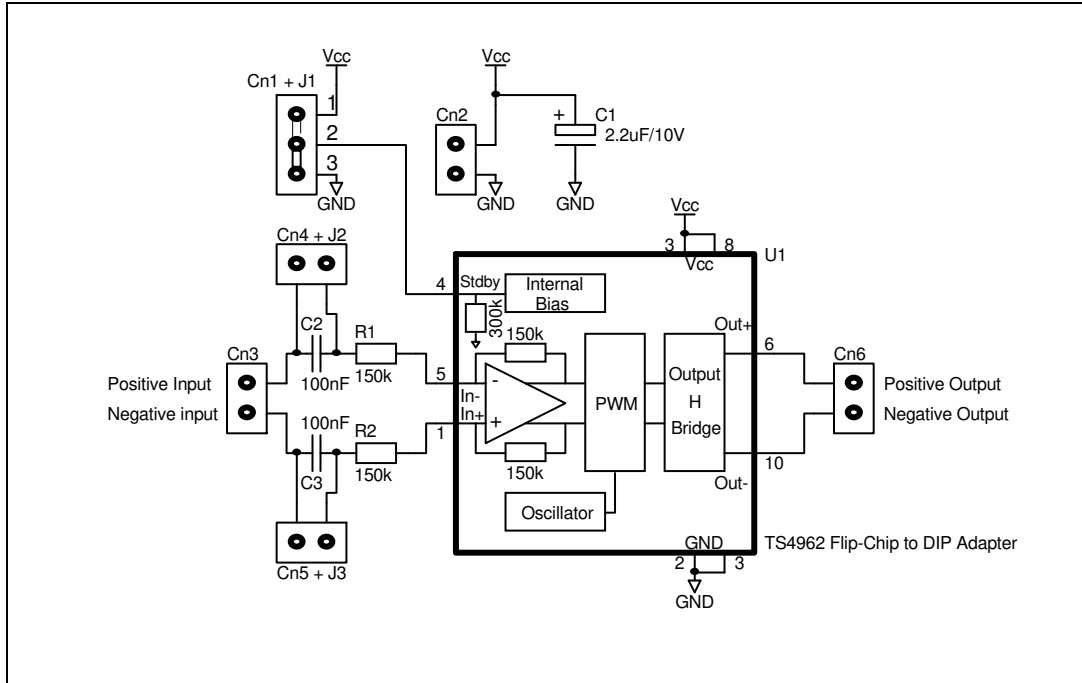 Vcc
Cn1 + J1
1
2
3
GND
Vcc
Cn2
+
C1
2.2uF/10V
GND
GND
Cn4 + J2
Vcc
3
8
Vcc
U1
4
Stdby
Internal
Bias
300k
150k
C2
R1
100nF
150k
5
In-
-
In+
+
1
150k
Cn3
Positive Input
Negative input
100nF
R2
C3
150k
Cn5 + J3
PWM
Output
H
Bridge
Out+
6
Out-
10
Cn6
Positive Output
Negative Output
Oscillator
GND
2
3
GND
TS4962 Flip-Chip to DIP Adapter